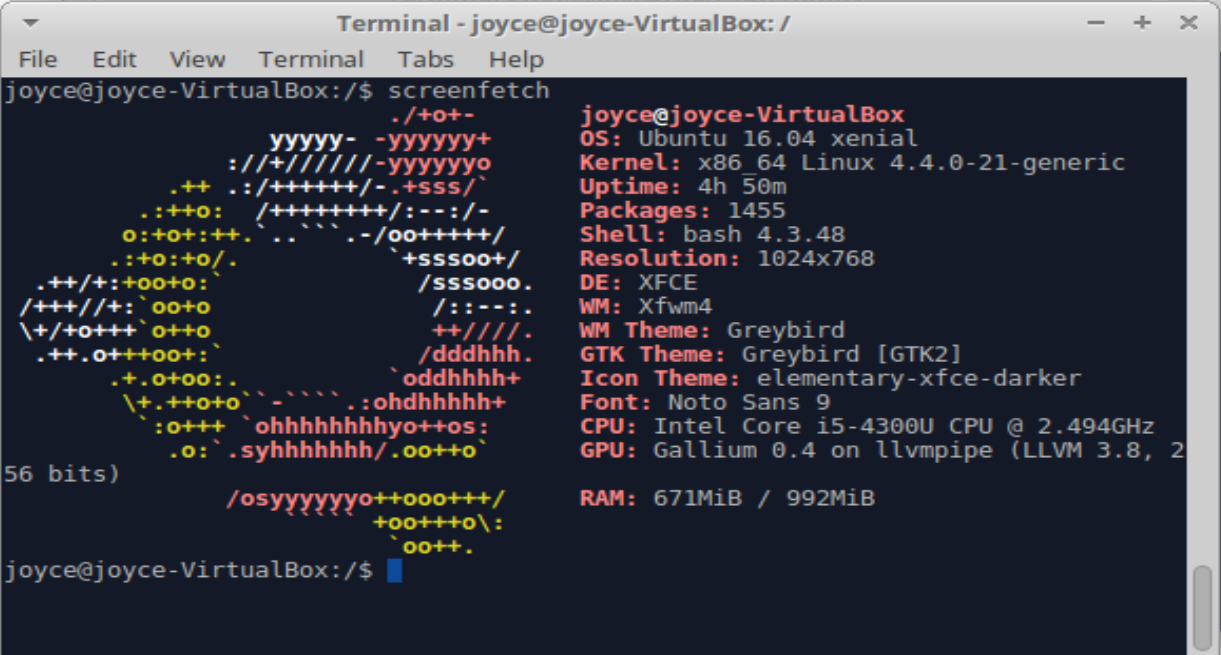 Terminal - joyce@joyce-VirtualBox: /
File Edit View Terminal Tabs Help
joyce@joyce-VirtualBox:/$ screenfetch
                          ./+o+-       joyce@joyce-VirtualBox
                  yyyyy- -yyyyyy+      OS: Ubuntu 16.04 xenial
               ://+//////-yyyyyyo      Kernel: x86_64 Linux 4.4.0-21-generic
           .++ .:/++++++/-.+sss/`      Uptime: 4h 50m
         .:++o:  /++++++++/:--:/-      Packages: 1455
        o:+o+:++.`..```.-/oo+++++/     Shell: bash 4.3.48
       .:+o:+o/.          `+sssoo+/    Resolution: 1024x768
  .++/+:+oo+o:`             /sssooo.   DE: XFCE
 /+++//+:`oo+o               /::--:.   WM: Xfwm4
 \+/+o+++`o++o               ++////.   WM Theme: Greybird
  .++.o+++oo+:`             /dddhhh.   GTK Theme: Greybird [GTK2]
       .+.o+oo:.          `oddhhhh+    Icon Theme: elementary-xfce-darker
        \+.++o+o``-````.:ohdhhhhh+     Font: Noto Sans 9
         `:o+++ `ohhhhhhhhyo++os:      CPU: Intel Core i5-4300U CPU @ 2.494GHz
           .o:`.syhhhhhhh/.oo++o`      GPU: Gallium 0.4 on llvmpipe (LLVM 3.8, 2
56 bits)
               /osyyyyyyo++ooo+++/     RAM: 671MiB / 992MiB
                   ````` +oo+++o\:
                          `oo++.
joyce@joyce-VirtualBox:/$